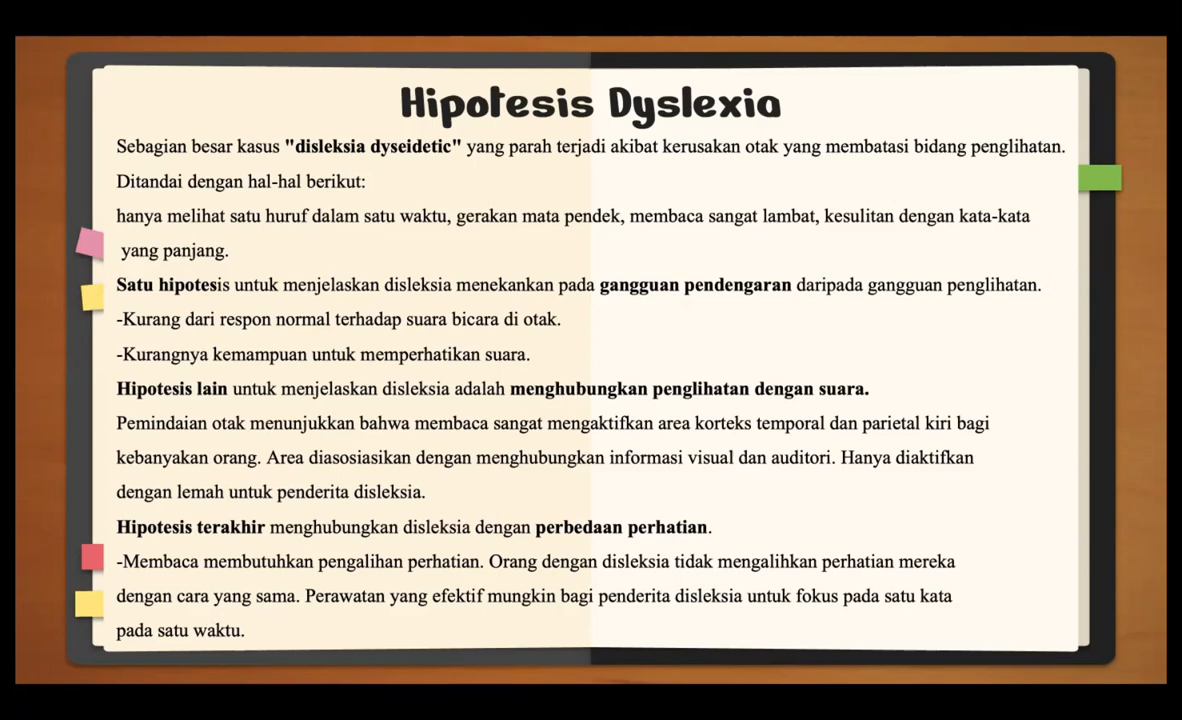 Hipotesis Dyslexia
Sebagian besar kasus "disleksia dyseidetic" yang parah terjadi akibat kerusakan otak yang membatasi bidang penglihatan.
Ditandai dengan hal-hal berikut:
hanya melihat satu huruf dalam satu waktu, gerakan mata pendek, membaca sangat lambat, kesulitan dengan kata-kata
yang panjang.
Satu hipotesis untuk menjelaskan disleksia menekankan pada gangguan pendengaran daripada gangguan penglihatan.
-Kurang dari respon normal terhadap suara bicara di otak.
-Kurangnya kemampuan untuk memperhatikan suara.
Hipotesis lain untuk menjelaskan disleksia adalah menghubungkan penglihatan dengan suara.
Pemindaian otak menunjukkan bahwa membaca sangat mengaktifkan area korteks temporal dan parietal kiri bagi
kebanyakan orang. Area diasosiasikan dengan menghubungkan informasi visual dan auditori. Hanya diaktifkan
dengan lemah untuk penderita disleksia.
Hipotesis terakhir menghubungkan disleksia dengan perbedaan perhatian.
-Membaca membutuhkan pengalihan perhatian. Orang dengan disleksia tidak mengalihkan perhatian mereka
dengan cara yang sama. Perawatan yang efektif mungkin bagi penderita disleksia untuk fokus pada satu kata
pada satu waktu.